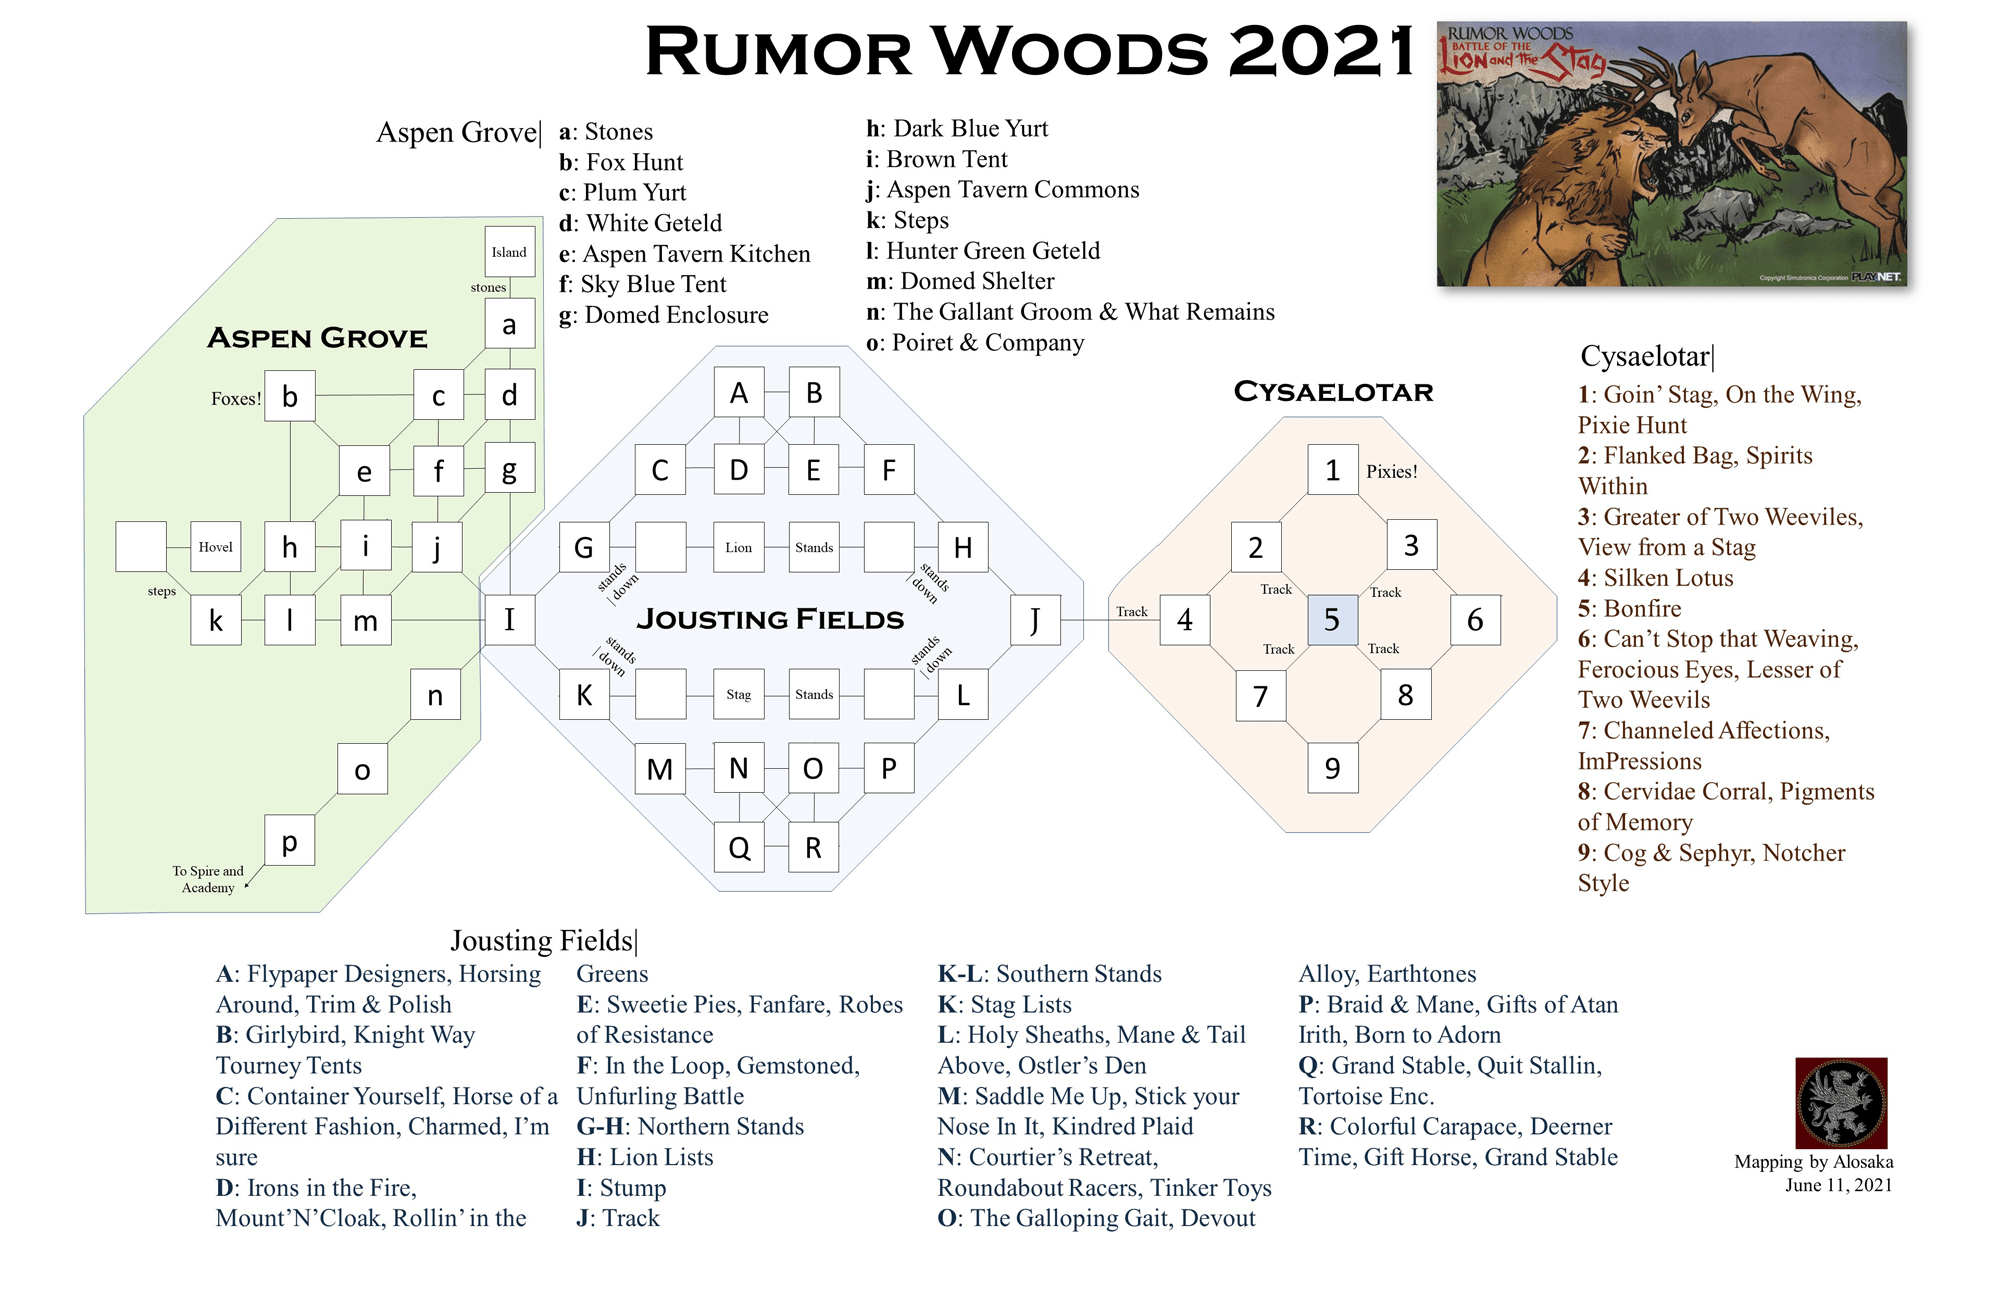 RUMOR WOODS 2021
RUMOR WOODS
BATTLE OF THE
Lion and the Stag
Copyright Simutronics Corporation PLAY.NET
Aspen Grove|
a: Stones
b: Fox Hunt
c: Plum Yurt
d: White Geteld
e: Aspen Tavern Kitchen
f: Sky Blue Tent
g: Domed Enclosure
h: Dark Blue Yurt
i: Brown Tent
j: Aspen Tavern Commons
k: Steps
l: Hunter Green Geteld
m: Domed Shelter
n: The Gallant Groom & What Remains
o: Poiret & Company
ASPEN GROVE
Island
stones
a
Foxes!
b
c
d
e
f
g
Hovel
h
i
j
steps
k
l
m
n
o
p
To Spire and
Academy
A
B
C
D
E
F
G
Lion
Stands
H
stands
| down
stands
| down
I
JOUSTING FIELDS
J
stands
| down
stands
| down
K
Stag
Stands
L
M
N
O
P
Q
R
CYSAELOTAR
1
Pixies!
2
3
Track
Track
Track
4
5
6
Track
Track
7
8
9
Cysaelotar|
1: Goin’ Stag, On the Wing,
Pixie Hunt
2: Flanked Bag, Spirits
Within
3: Greater of Two Weeviles,
View from a Stag
4: Silken Lotus
5: Bonfire
6: Can’t Stop that Weaving,
Ferocious Eyes, Lesser of
Two Weevils
7: Channeled Affections,
ImPressions
8: Cervidae Corral, Pigments
of Memory
9: Cog & Sephyr, Notcher
Style
Jousting Fields|
A: Flypaper Designers, Horsing
Around, Trim & Polish
B: Girlybird, Knight Way
Tourney Tents
C: Container Yourself, Horse of a
Different Fashion, Charmed, I’m
sure
D: Irons in the Fire,
Mount’N’Cloak, Rollin’ in the
Greens
E: Sweetie Pies, Fanfare, Robes
of Resistance
F: In the Loop, Gemstoned,
Unfurling Battle
G-H: Northern Stands
H: Lion Lists
I: Stump
J: Track
K-L: Southern Stands
K: Stag Lists
L: Holy Sheaths, Mane & Tail
Above, Ostler’s Den
M: Saddle Me Up, Stick your
Nose In It, Kindred Plaid
N: Courtier’s Retreat,
Roundabout Racers, Tinker Toys
O: The Galloping Gait, Devout
Alloy, Earthtones
P: Braid & Mane, Gifts of Atan
Irith, Born to Adorn
Q: Grand Stable, Quit Stallin,
Tortoise Enc.
R: Colorful Carapace, Deerner
Time, Gift Horse, Grand Stable
Mapping by Alosaka
June 11, 2021